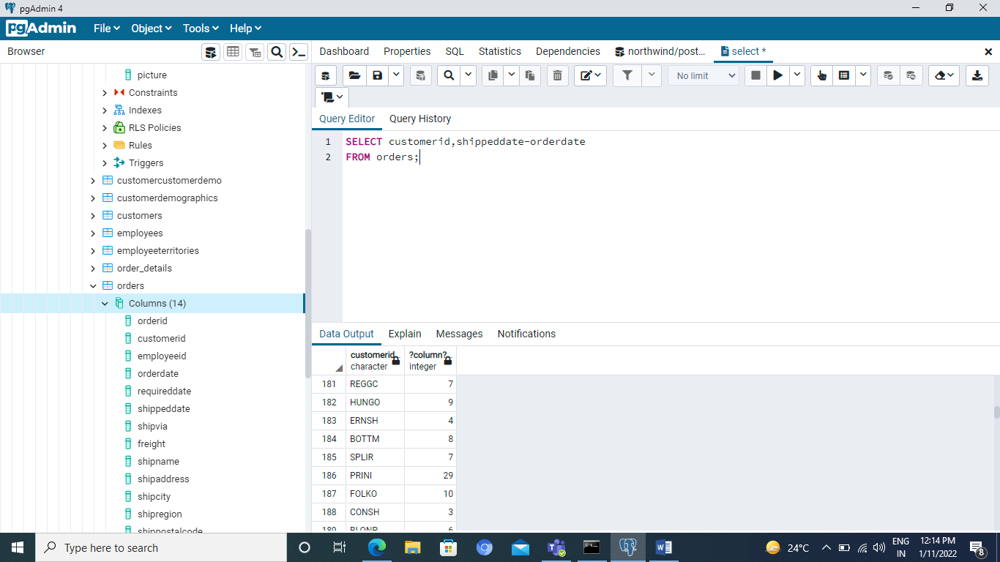 pgAdmin 4
pgAdmin File Object Tools Help
Browser
Dashboard Properties SQL Statistics Dependencies northwind/post... select *
No limit
picture
Constraints
Indexes
RLS Policies
Rules
Triggers
customercustomerdemo
customerdemographics
customers
employees
employeeterritories
order_details
orders
Columns (14)
orderid
customerid
employeeid
orderdate
requireddate
shippeddate
shipvia
freight
shipname
shipaddress
shipcity
shipregion
shippostalcode
Query Editor Query History
1 SELECT customerid,shippeddate-orderdate
2 FROM orders;
Data Output Explain Messages Notifications
customerid ?column?
character integer
181 REGGC 7
182 HUNGO 9
183 ERNSH 4
184 BOTTM 8
185 SPLIR 7
186 PRINI 29
187 FOLKO 10
188 CONSH 3
189 BLONP 6
Type here to search
24°C
ENG
IN
12:14 PM
1/11/2022
8